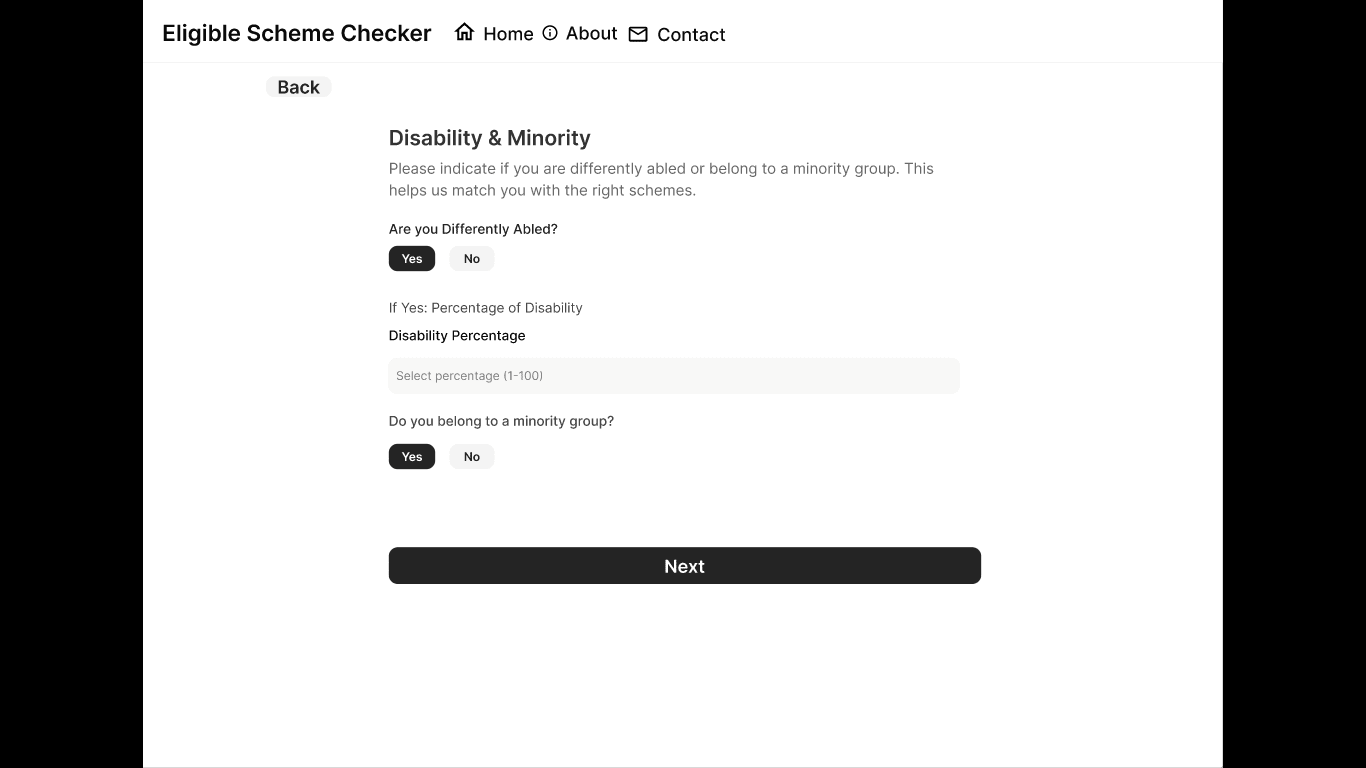 Eligible Scheme Checker Home About Contact
Back
Disability & Minority
Please indicate if you are differently abled or belong to a minority group. This
helps us match you with the right schemes.
Are you Differently Abled?
Yes No
If Yes: Percentage of Disability
Disability Percentage
Select percentage (1-100)
Do you belong to a minority group?
Yes No
Next